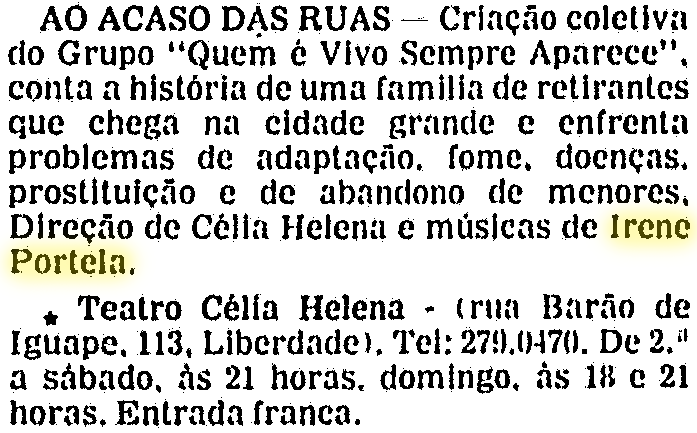 AO ACASO DAS RUAS — Criação coletiva
do Grupo "Quem é Vivo Sempre Aparece",
conta a história de uma familia de retirantes
que chega na cidade grande e enfrenta
problemas de adaptação, fome, doenças,
prostituição e de abandono de menores.
Direção de Célia Helena e músicas de Irene
Portela.
★ Teatro Célia Helena - (rua Barão de
Iguape, 113, Liberdade). Tel: 279.0470. De 2.ª
a sábado, às 21 horas, domingo, às 18 e 21
horas. Entrada franca.